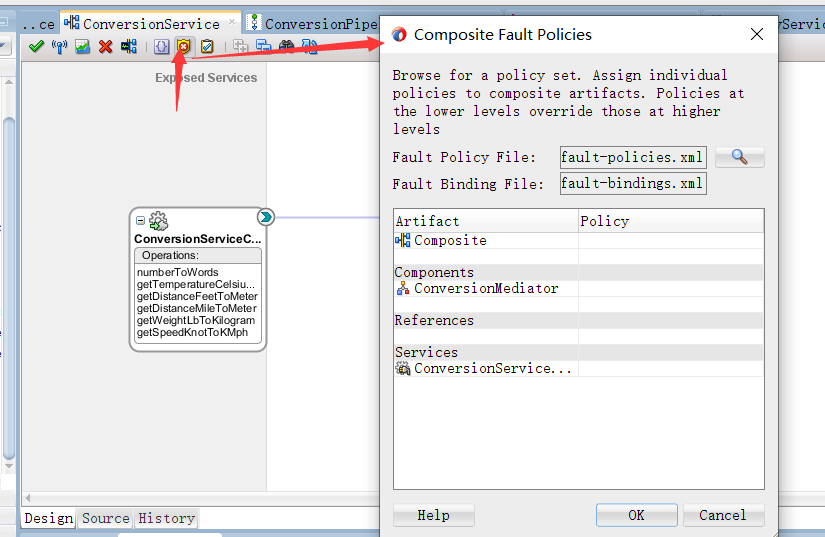 ..ce
ConversionService
ConversionPipe
Service
Exposed Services
ConversionServiceC...
Operations:
numberToWords
getTemperatureCelsiu...
getDistanceFeetToMeter
getDistanceMileToMeter
getWeightLbToKilogram
getSpeedKnotToKMph
Design
Source
History
Composite Fault Policies
Browse for a policy set. Assign individual
policies to composite artifacts. Policies at
the lower levels override those at higher
levels
Fault Policy File: fault-policies.xml
Fault Binding File: fault-bindings.xml
Artifact Policy
Composite
Components
ConversionMediator
References
Services
ConversionService...
Help
OK
Cancel